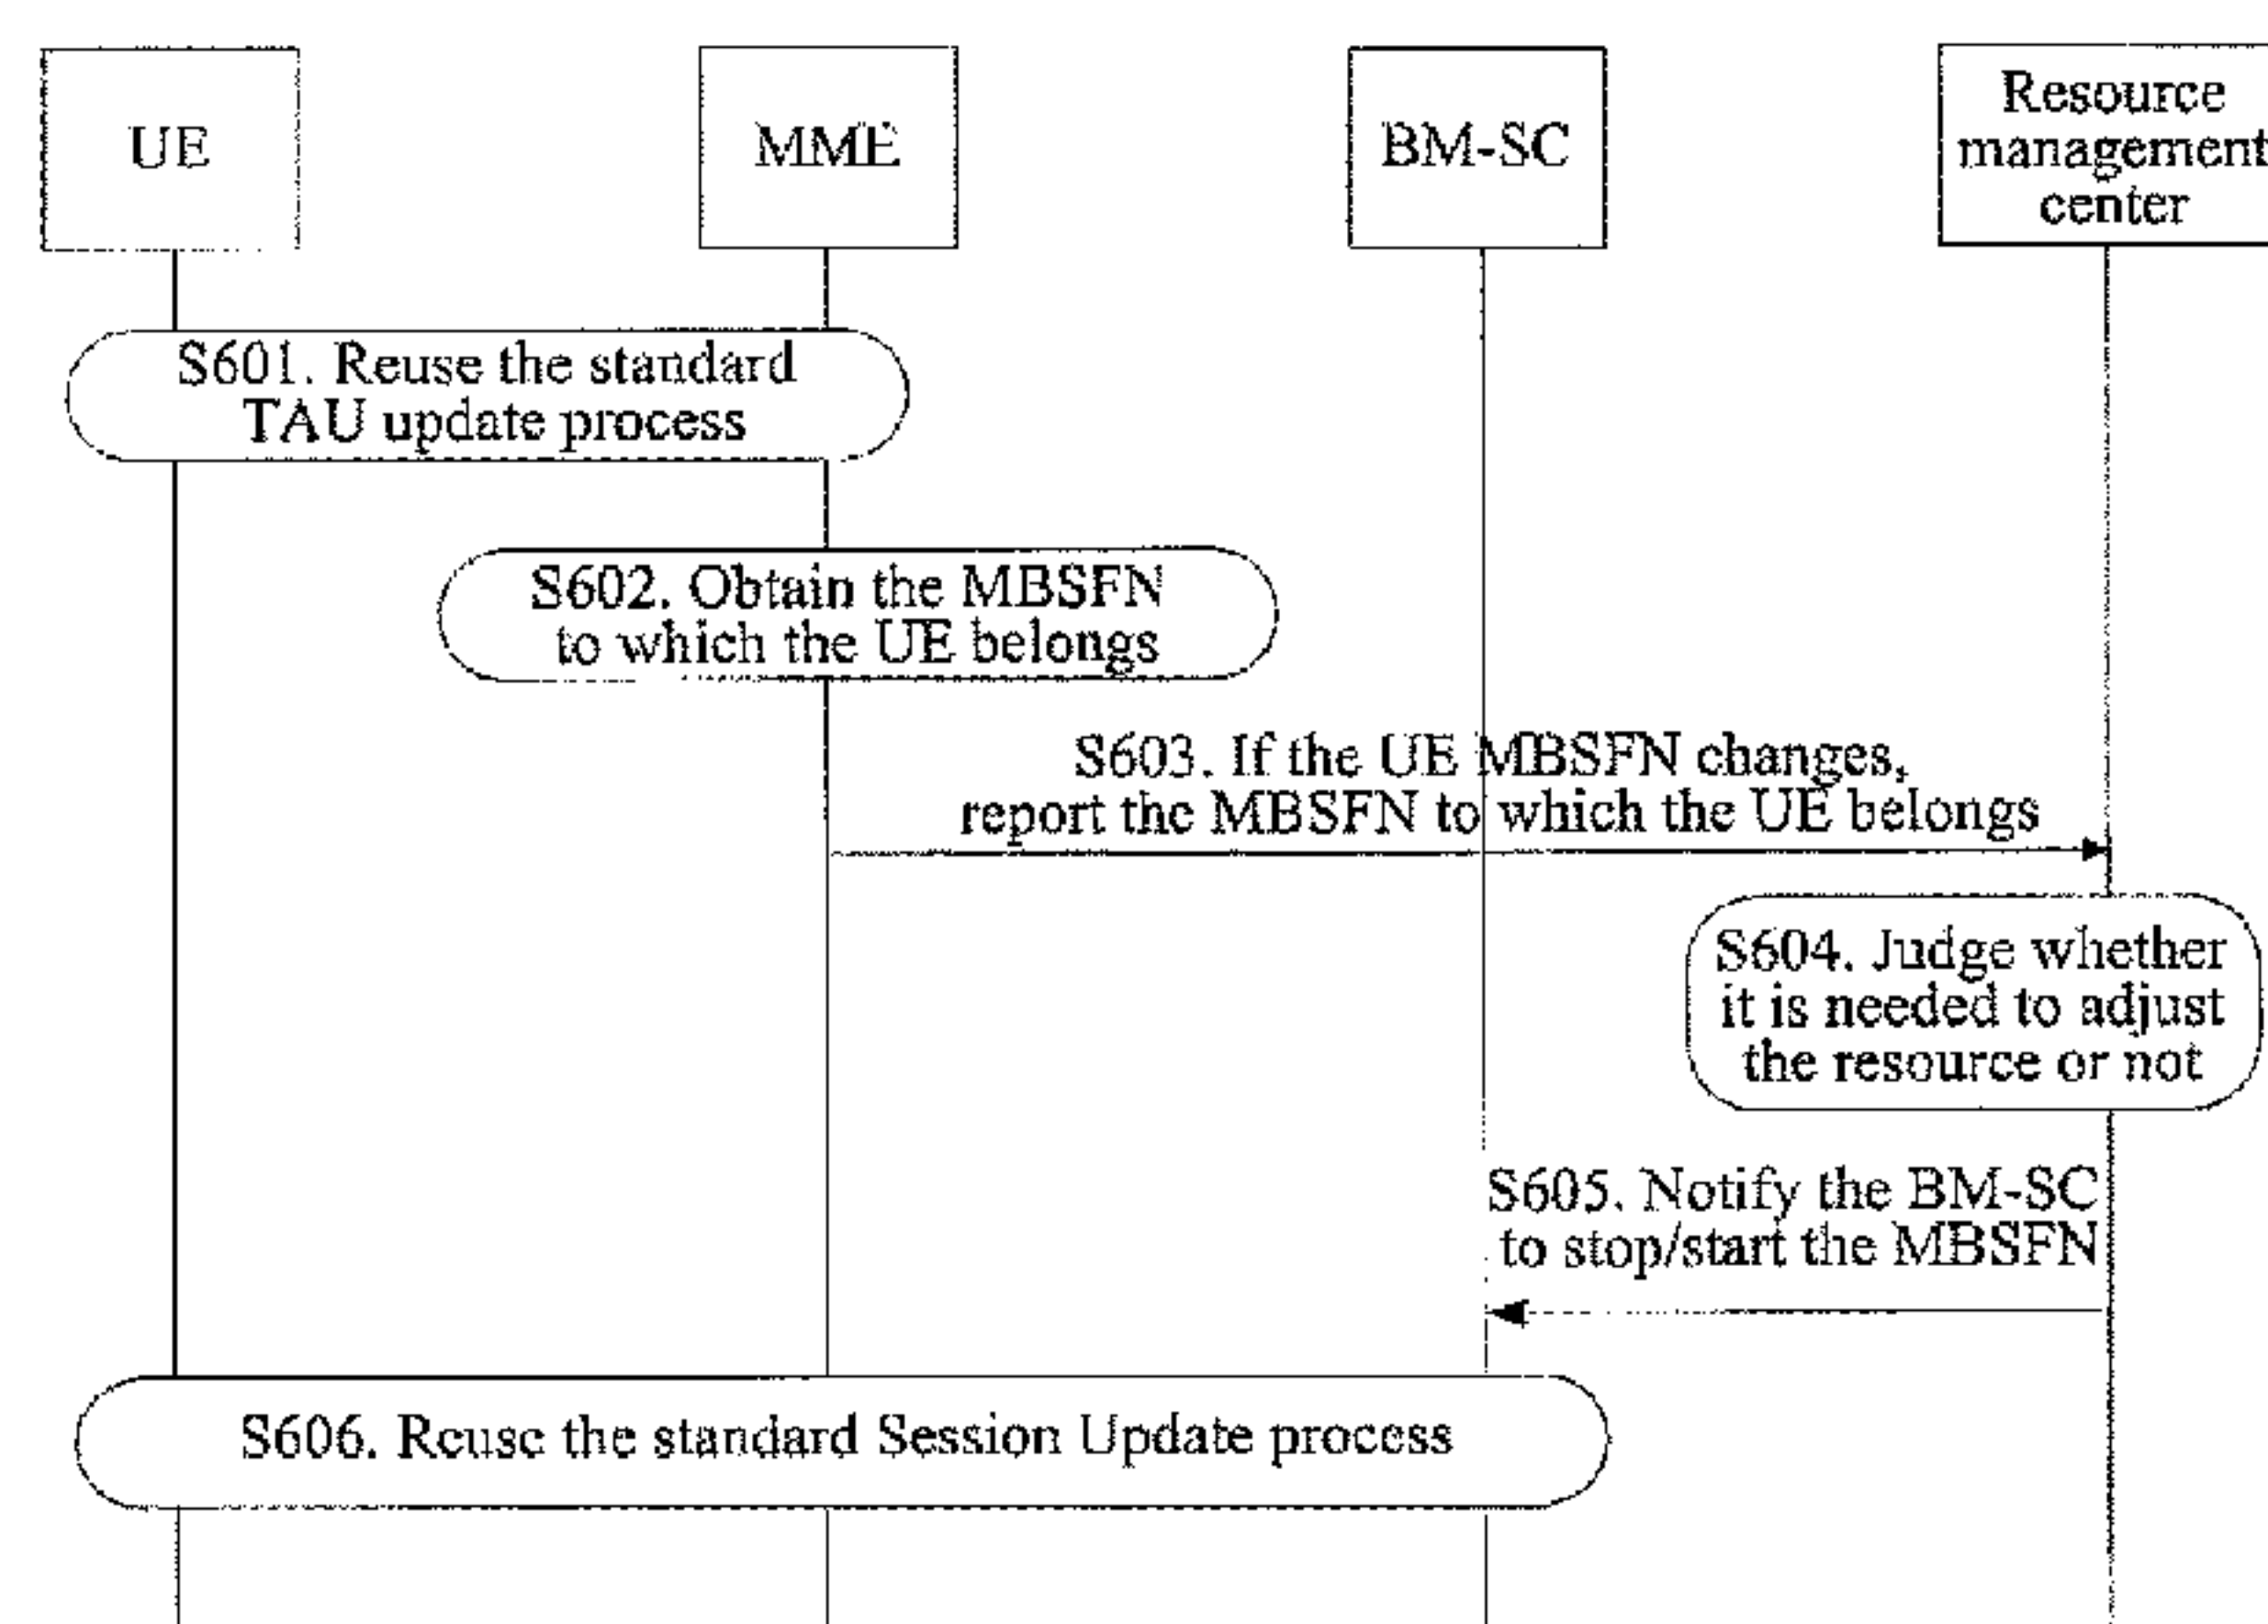 UE
MME
BM-SC
Resource
management
center
S601. Reuse the standard
TAU update process
S602. Obtain the MBSFN
to which the UE belongs
S603. If the UE MBSFN changes,
report the MBSFN to which the UE belongs
S604. Judge whether
it is needed to adjust
the resource or not
S605. Notify the BM-SC
to stop/start the MBSFN
S606. Reuse the standard Session Update process